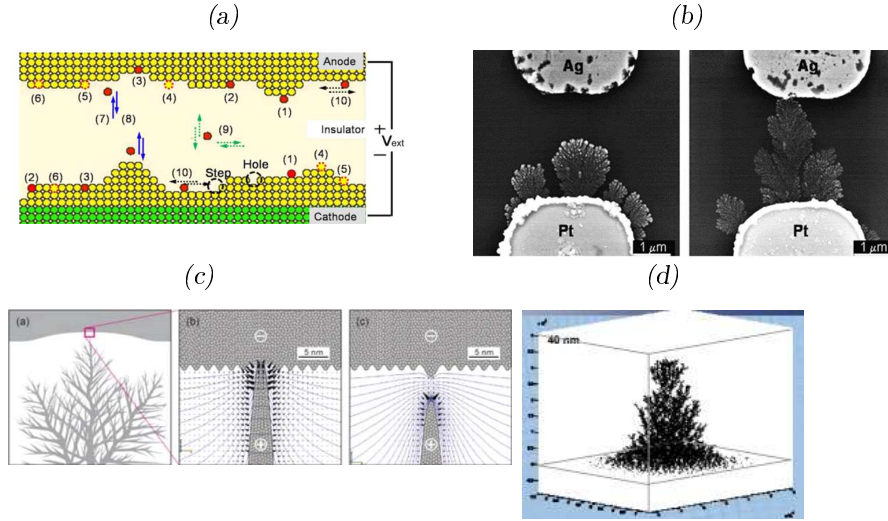 (a)
Anode
(3)
(6) (5) (4) (2) (1) (10)
(7) (8) (9)
Insulator + V_ext −
(10) Step Hole (1) (4) (5)
(2) (6) (3)
Cathode
(b)
Ag Ag
Pt Pt
1 μm 1 μm
(c)
(a) (b) (c)
⊖ ⊖
5 nm 5 nm
⊕ ⊕
(d)
40 nm